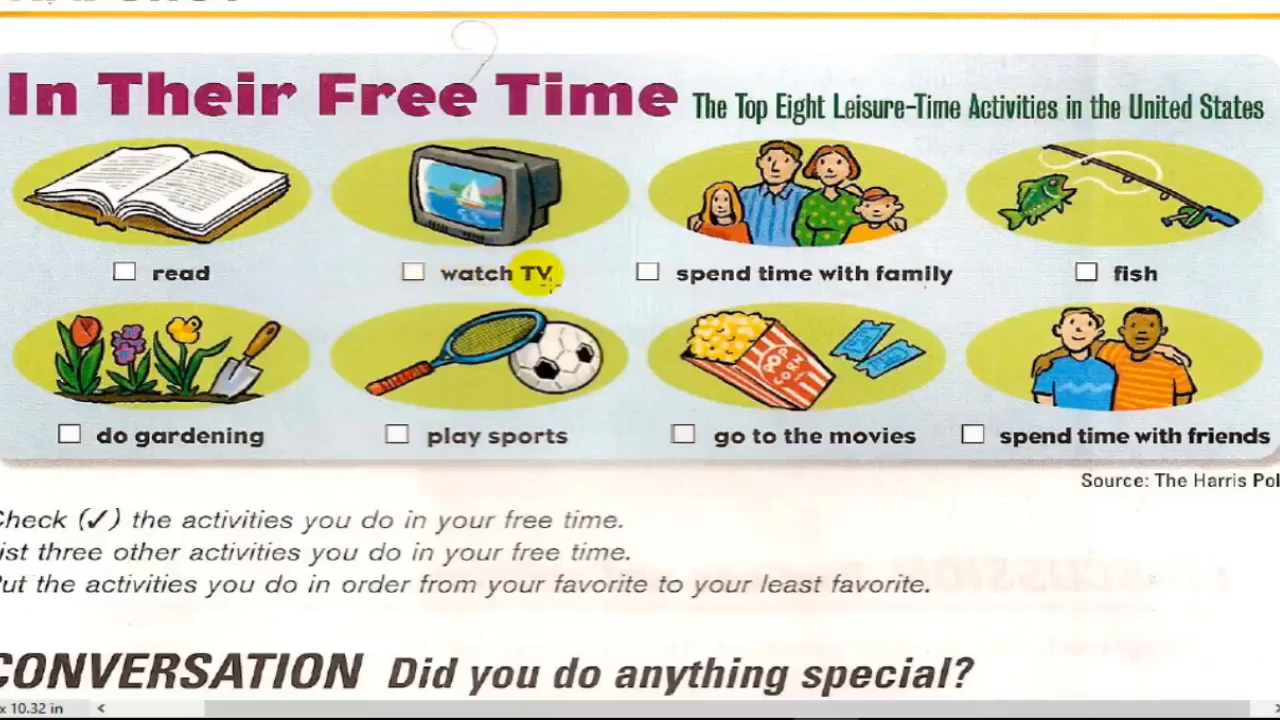 In Their Free Time The Top Eight Leisure-Time Activities in the United States
read watch TV spend time with family fish
POP CORN
do gardening play sports go to the movies spend time with friends
Source: The Harris Pol
Check (✓) the activities you do in your free time.
ist three other activities you do in your free time.
ut the activities you do in order from your favorite to your least favorite.
CONVERSATION Did you do anything special?
x 10.32 in